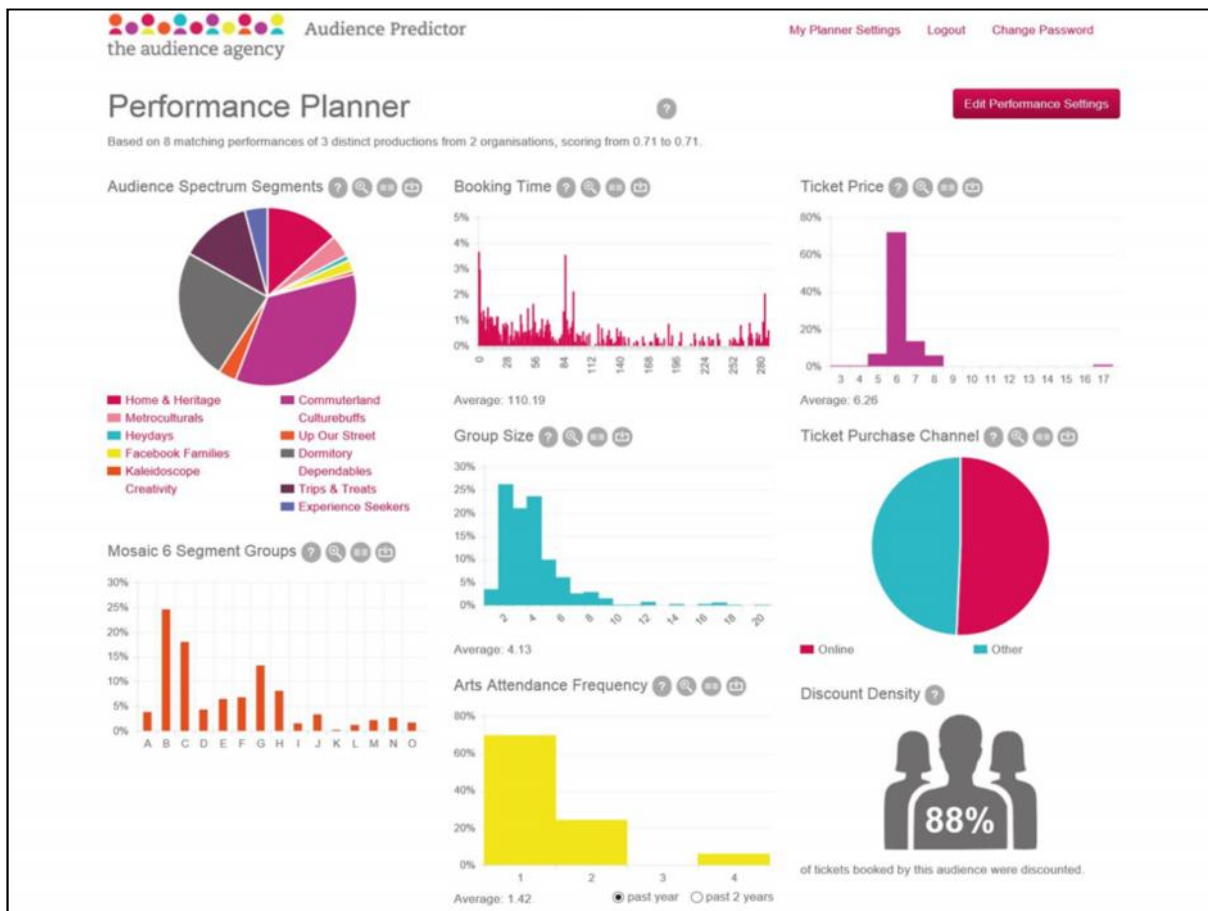 the audience agency
Audience Predictor
My Planner Settings Logout Change Password
Performance Planner ?
Edit Performance Settings
Based on 8 matching performances of 3 distinct productions from 2 organisations, scoring from 0.71 to 0.71.
Audience Spectrum Segments ?
Home & Heritage
Metroculturals
Heydays
Facebook Families
Kaleidoscope
Creativity
Commuterland
Culturebuffs
Up Our Street
Dormitory
Dependables
Trips & Treats
Experience Seekers
Mosaic 6 Segment Groups ?
30%
25%
20%
15%
10%
5%
0%
A B C D E F G H I J K L M N O
Booking Time ?
5%
4%
3%
2%
1%
0%
0 28 56 84 112 140 168 196 224 252 280
Average: 110.19
Group Size ?
30%
25%
20%
15%
10%
5%
0%
2 4 6 8 10 12 14 16 18 20
Average: 4.13
Arts Attendance Frequency ?
80%
60%
40%
20%
0%
1 2 3 4
Average: 1.42 past year past 2 years
Ticket Price ?
80%
60%
40%
20%
0%
3 4 5 6 7 8 9 10 11 12 13 14 15 16 17
Average: 6.26
Ticket Purchase Channel ?
Online Other
Discount Density ?
88%
of tickets booked by this audience were discounted.